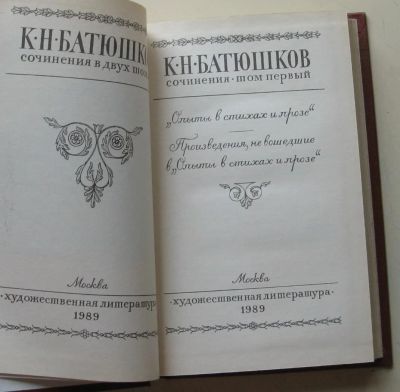 К·Н·БАТЮШКО
СОЧИНЕНИЯ В ДВУХ
Москва
·ХУДОЖЕСТВЕННАЯ ЛИТЕРАТУРА·
1989
К·Н·БАТЮШКОВ
СОЧИНЕНИЯ·ТОМ ПЕРВЫЙ
„Опыты в стихах и прозе“
Произведения, не вошедшие
в „Опыты в стихах и прозе“
Москва
·ХУДОЖЕСТВЕННАЯ ЛИТЕРАТУРА·
1989